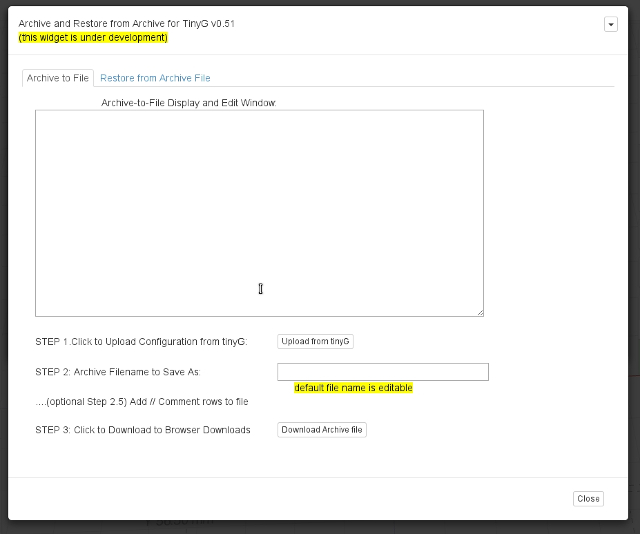 Archive and Restore from Archive for TinyG v0.51
(this widget is under development)
Archive to File
Restore from Archive File
Archive-to-File Display and Edit Window:
STEP 1.Click to Upload Configuration from tinyG:
Upload from tinyG
STEP 2: Archive Filename to Save As:
default file name is editable
....(optional Step 2.5) Add // Comment rows to file
STEP 3: Click to Download to Browser Downloads
Download Archive file
Close